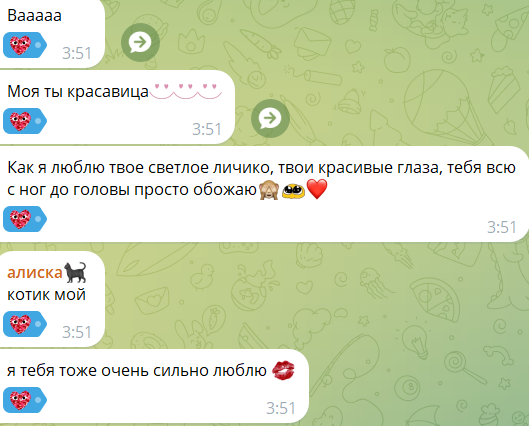 Вааааа
3:51
Моя ты красавица
3:51
Как я люблю твое светлое личико, твои красивые глаза, тебя всю
с ног до головы просто обожаю🙈🥹❤️
3:51
алиска🐈‍⬛
котик мой
3:51
я тебя тоже очень сильно люблю 💋
3:51